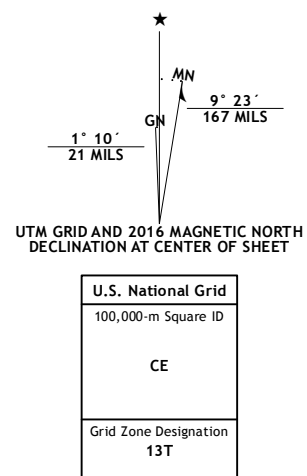 MN
GN
9° 23´
167 MILS
1° 10´
21 MILS
UTM GRID AND 2016 MAGNETIC NORTH
DECLINATION AT CENTER OF SHEET
U.S. National Grid
100,000-m Square ID
CE
Grid Zone Designation
13T